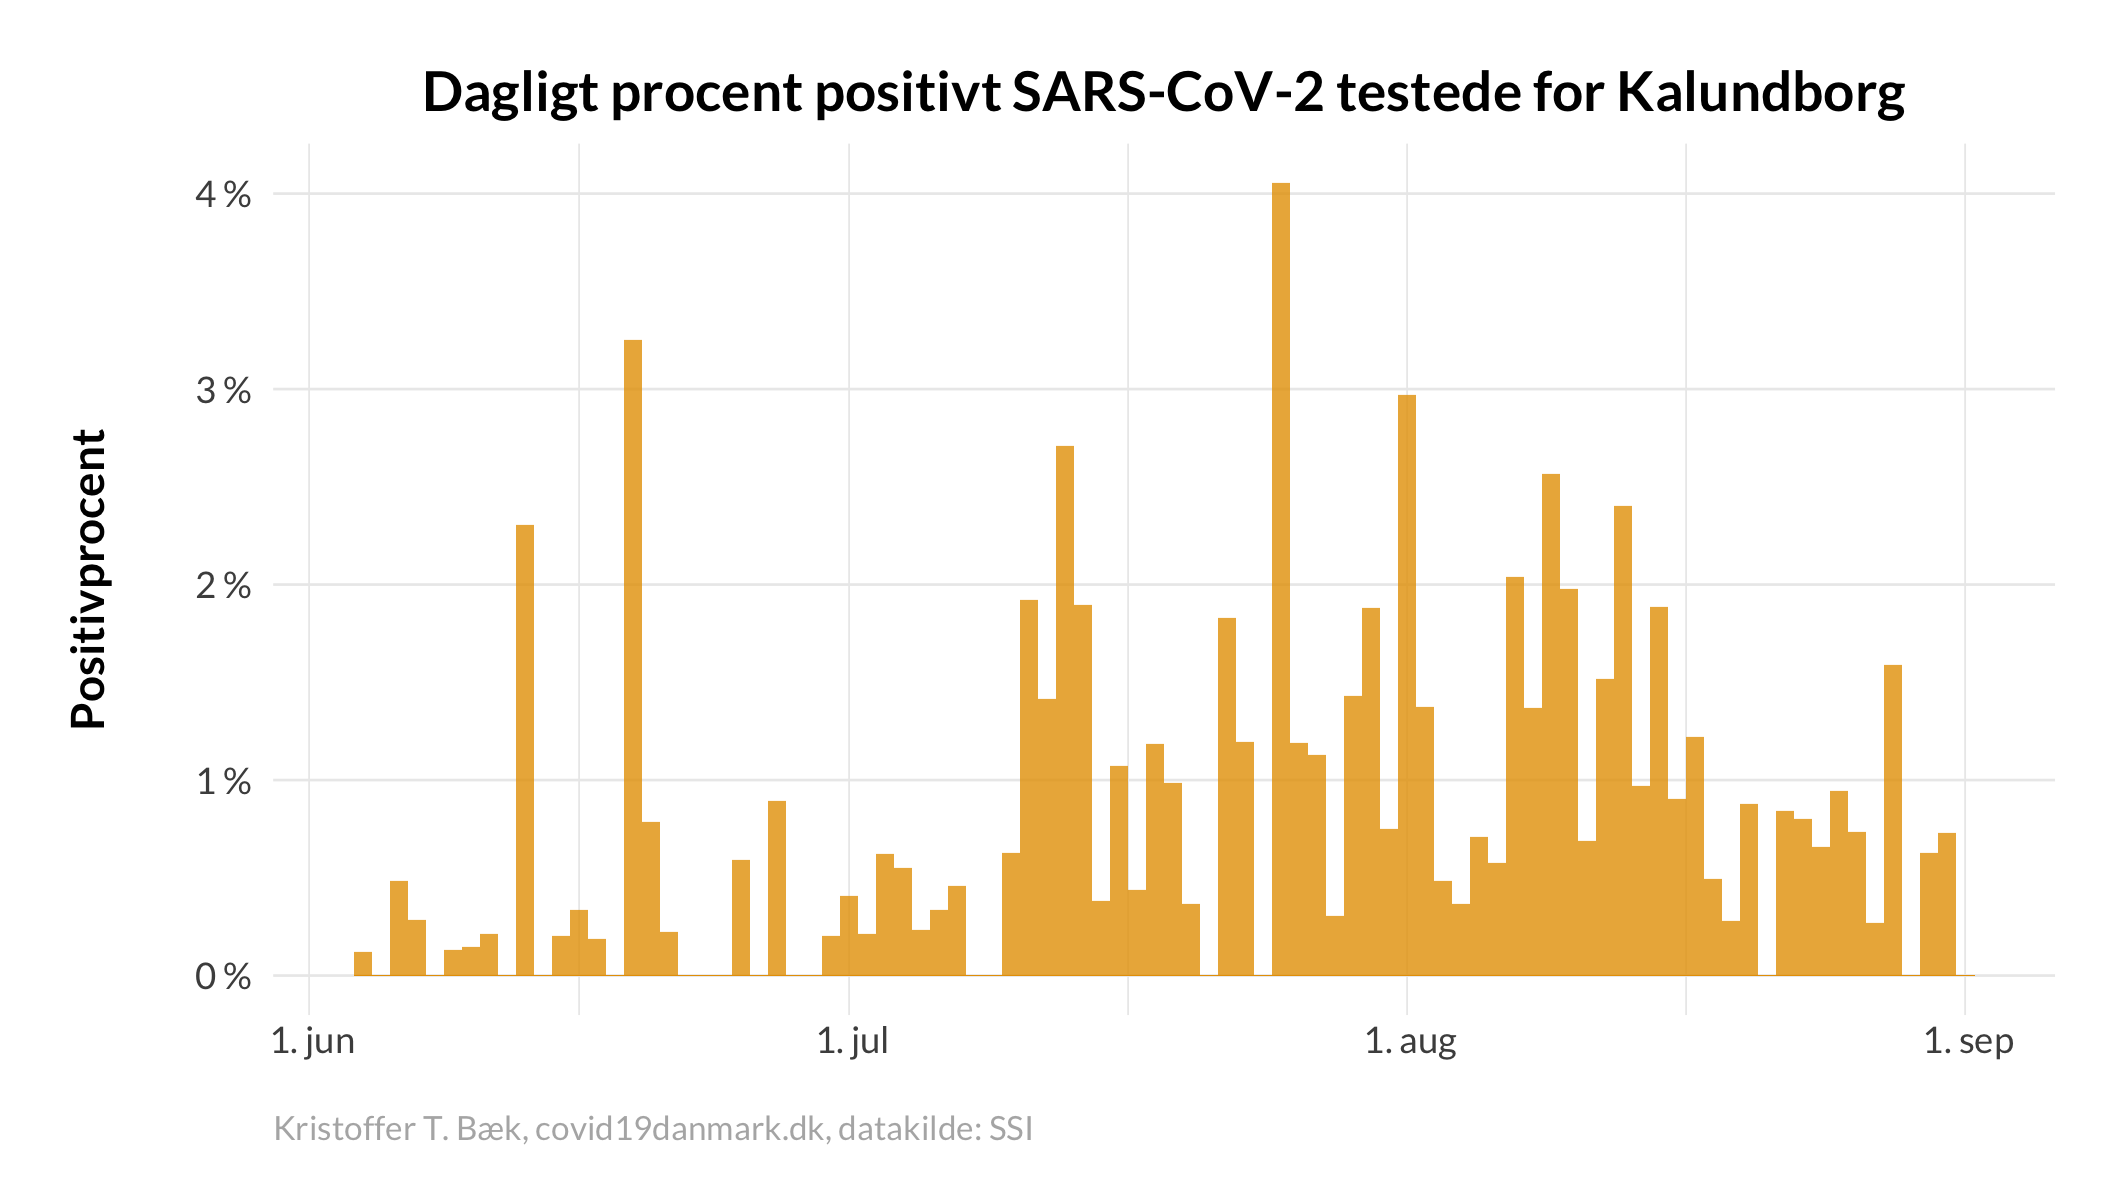 Dagligt procent positivt SARS-CoV-2 testede for Kalundborg
Positivprocent
4 %
3 %
2 %
1 %
0 %
1. jun
1. jul
1. aug
1. sep
Kristoffer T. Bæk, covid19danmark.dk, datakilde: SSI